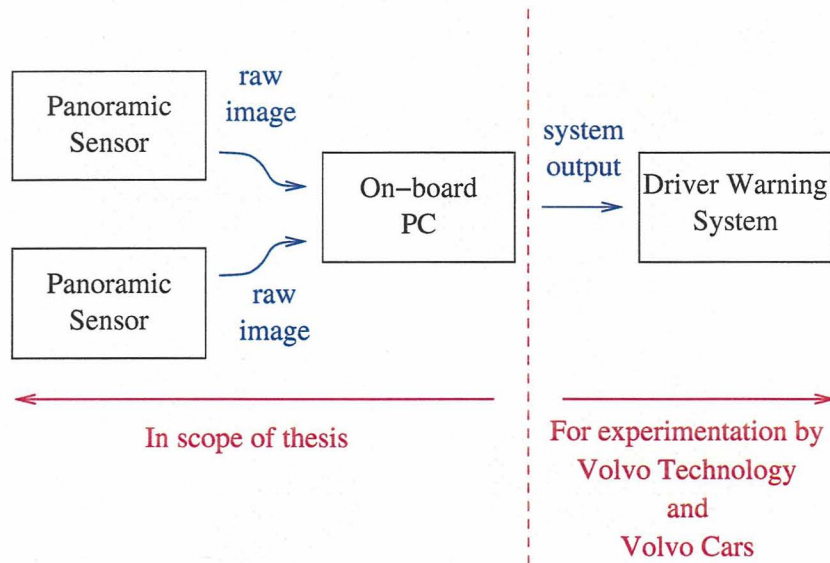 Panoramic
Sensor
raw
image
On−board
PC
system
output
Driver Warning
System
Panoramic
Sensor
raw
image
In scope of thesis
For experimentation by
Volvo Technology
and
Volvo Cars